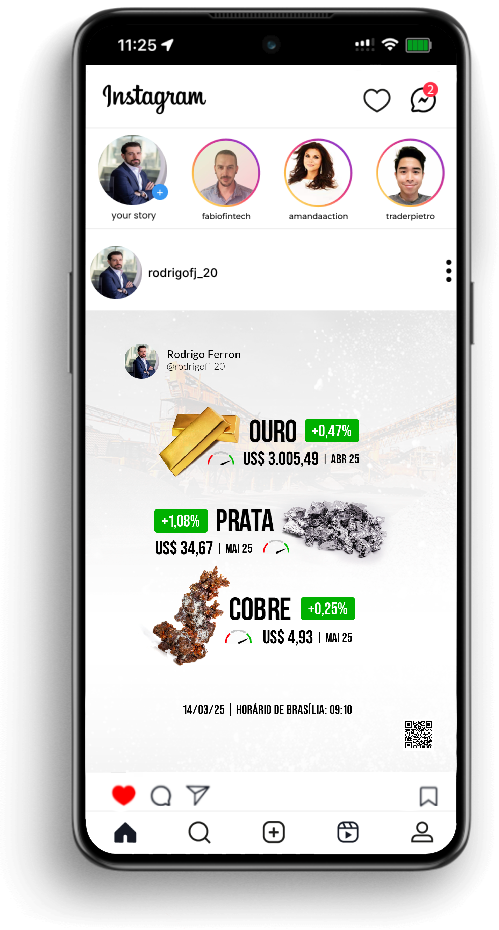 11:25
Instagram
2
your story
fabiofintech
amandaaction
traderpietro
rodrigofj_20
Rodrigo Ferron
@rodrigofj_20
OURO +0,47%
US$ 3.005,49 | ABR 25
+1,08% PRATA
US$ 34,67 | MAI 25
COBRE +0,25%
US$ 4,93 | MAI 25
14/03/25 | HORÁRIO DE BRASÍLIA: 09:10